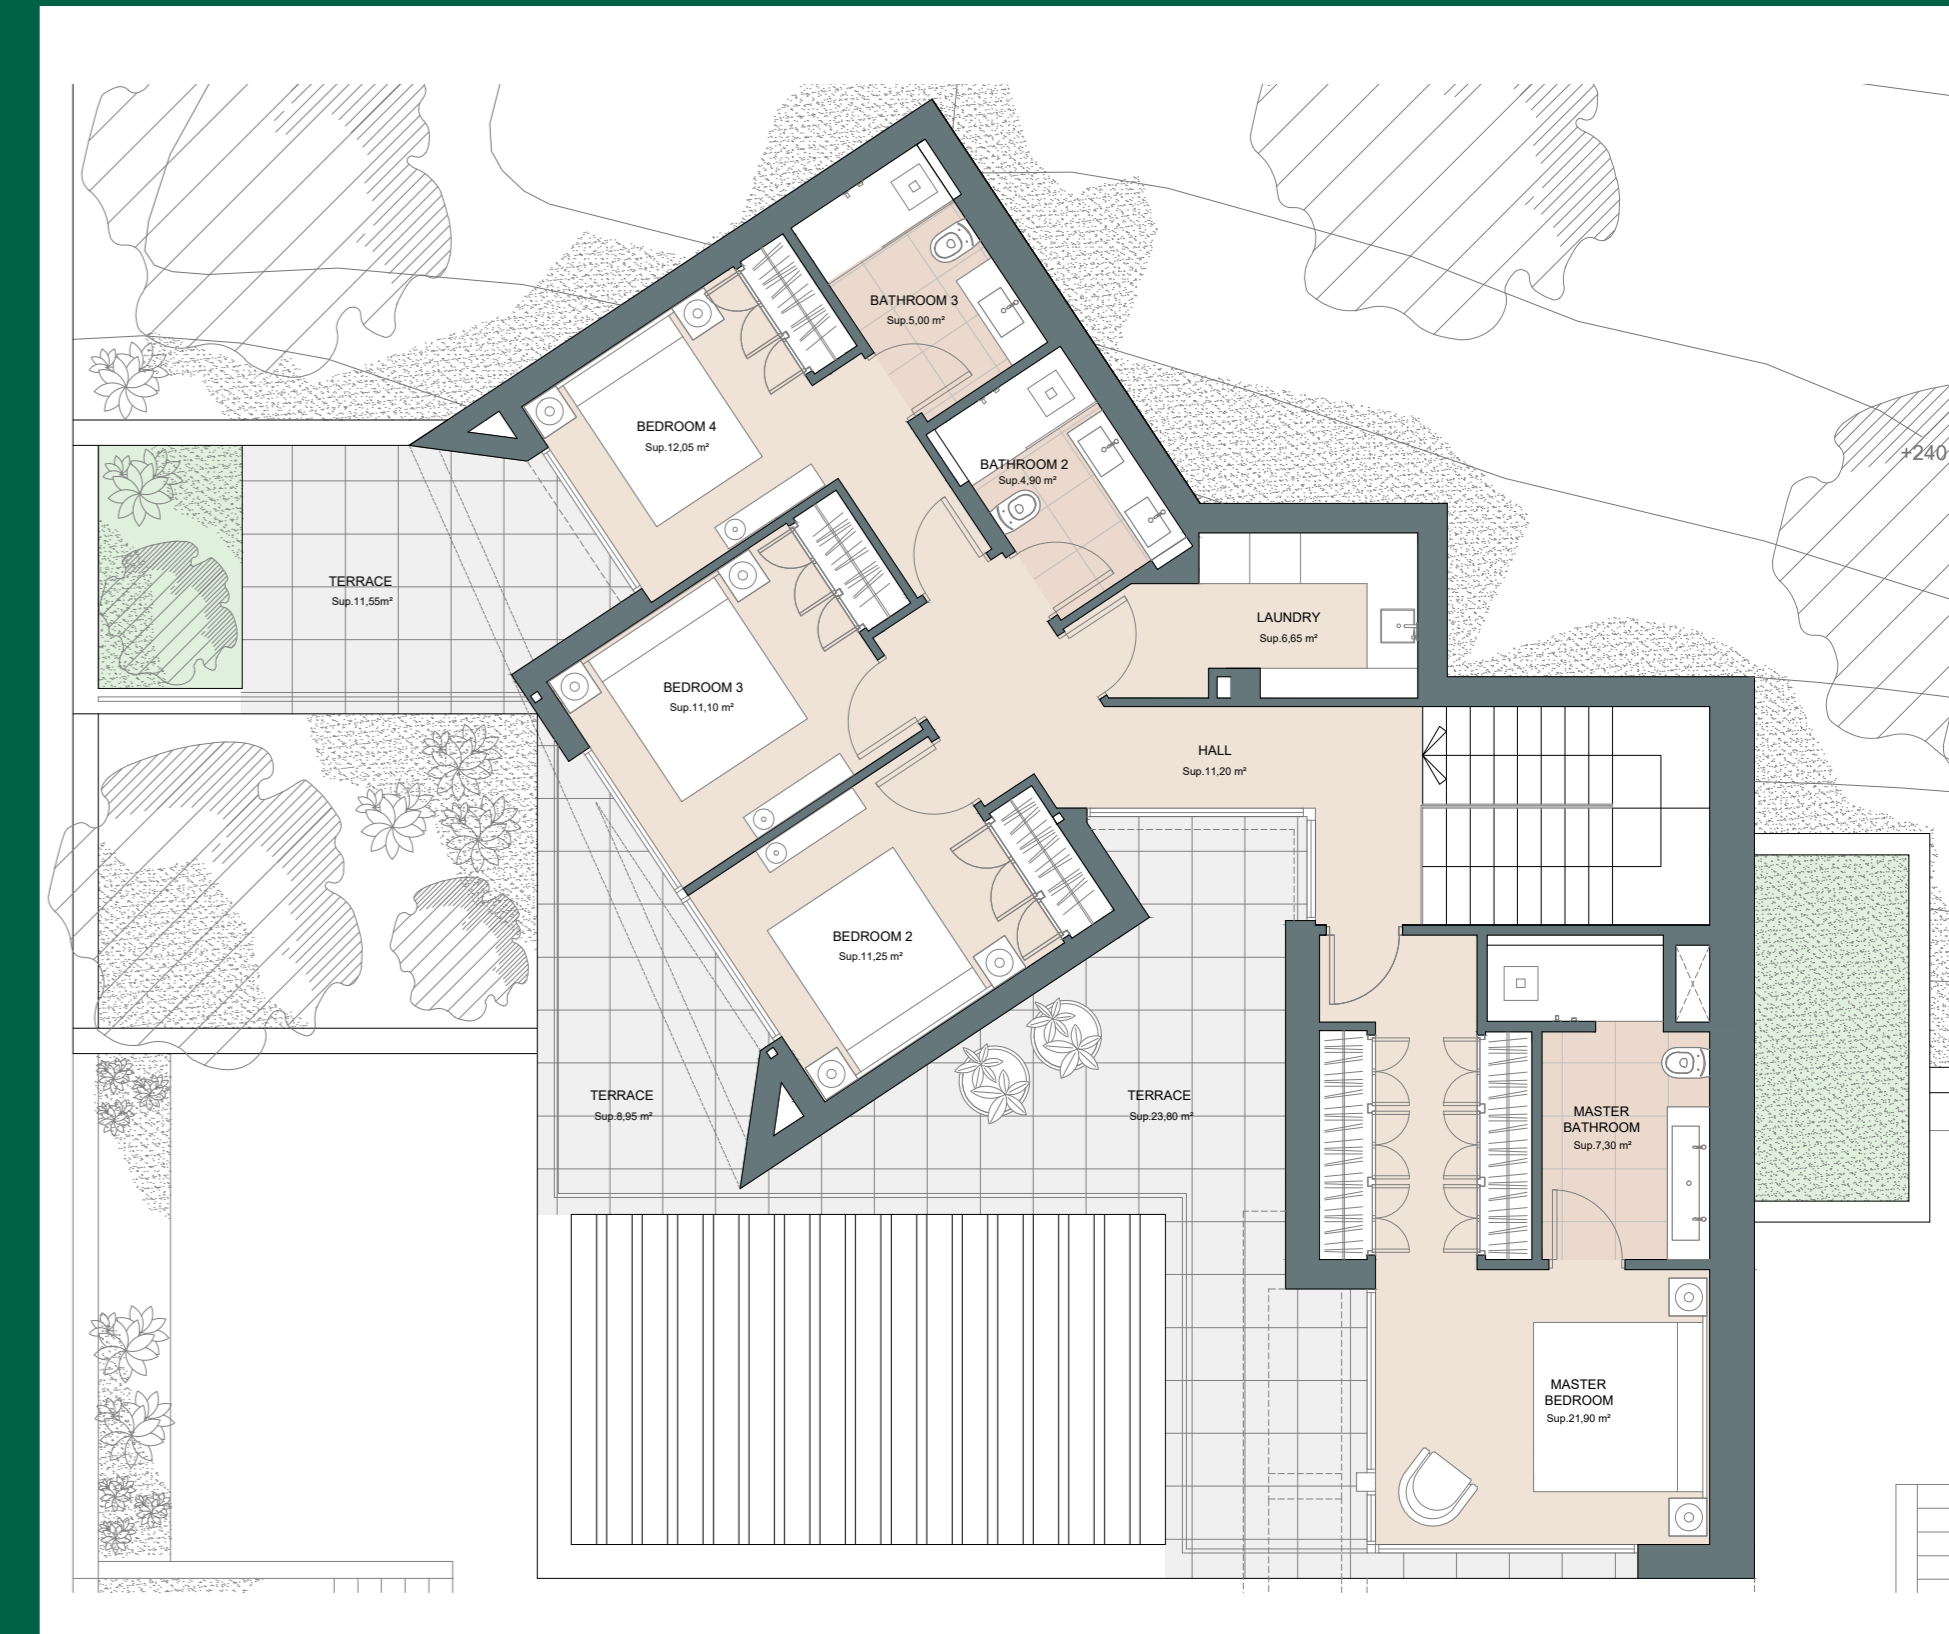 BATHROOM 3
Sup.5,00 m²
BEDROOM 4
Sup.12,05 m²
BATHROOM 2
Sup.4,90 m²
+240
TERRACE
Sup.11,55m²
LAUNDRY
Sup.6,65 m²
BEDROOM 3
Sup.11,10 m²
HALL
Sup.11,20 m²
BEDROOM 2
Sup.11,25 m²
TERRACE
Sup.8,95 m²
TERRACE
Sup.23,80 m²
MASTER
BATHROOM
Sup.7,30 m²
MASTER
BEDROOM
Sup.21,90 m²